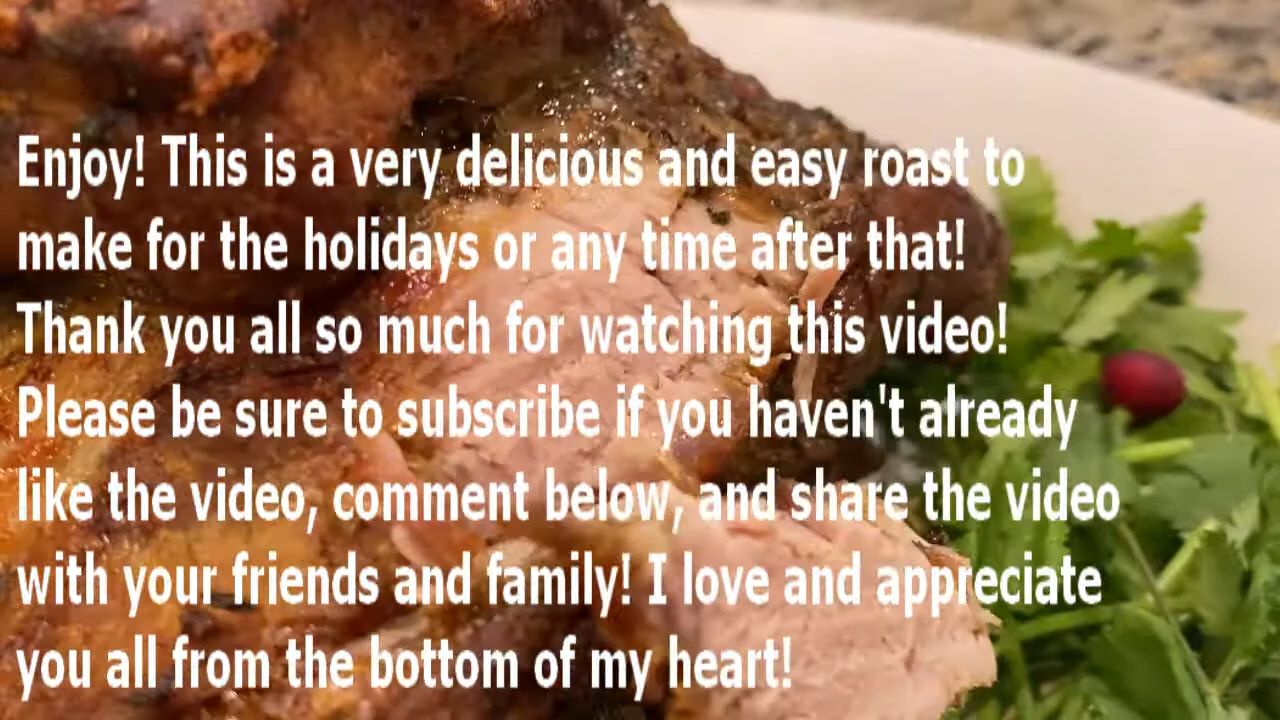 Enjoy! This is a very delicious and easy roast to
make for the holidays or any time after that!
Thank you all so much for watching this video!
Please be sure to subscribe if you haven't already
like the video, comment below, and share the video
with your friends and family! I love and appreciate
you all from the bottom of my heart!